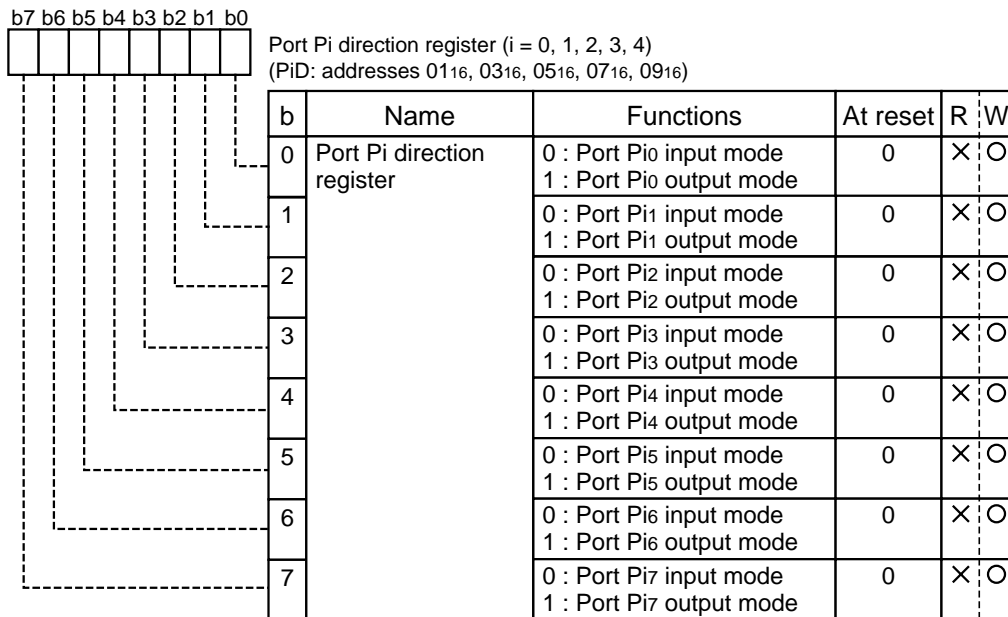 b7 b6 b5 b4 b3 b2 b1 b0
Port Pi direction register (i = 0, 1, 2, 3, 4)
(PiD: addresses 0116, 0316, 0516, 0716, 0916)
b Name Functions At reset R W
0 Port Pi direction register 0 : Port Pi0 input mode 0 × ○
1 : Port Pi0 output mode
1 0 : Port Pi1 input mode 0 × ○
1 : Port Pi1 output mode
2 0 : Port Pi2 input mode 0 × ○
1 : Port Pi2 output mode
3 0 : Port Pi3 input mode 0 × ○
1 : Port Pi3 output mode
4 0 : Port Pi4 input mode 0 × ○
1 : Port Pi4 output mode
5 0 : Port Pi5 input mode 0 × ○
1 : Port Pi5 output mode
6 0 : Port Pi6 input mode 0 × ○
1 : Port Pi6 output mode
7 0 : Port Pi7 input mode 0 × ○
1 : Port Pi7 output mode